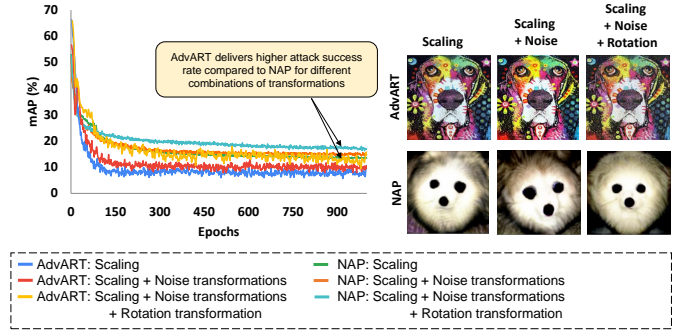 70
60
50
40
30
20
10
0
mAP (%)
0 150 300 450 600 750 900
Epochs
AdvART delivers higher attack success
rate compared to NAP for different
combinations of transformations
Scaling
Scaling
+ Noise
Scaling
+ Noise
+ Rotation
AdvART
NAP
AdvART: Scaling
AdvART: Scaling + Noise transformations
AdvART: Scaling + Noise transformations
+ Rotation transformation
NAP: Scaling
NAP: Scaling + Noise transformations
NAP: Scaling + Noise transformations
+ Rotation transformation